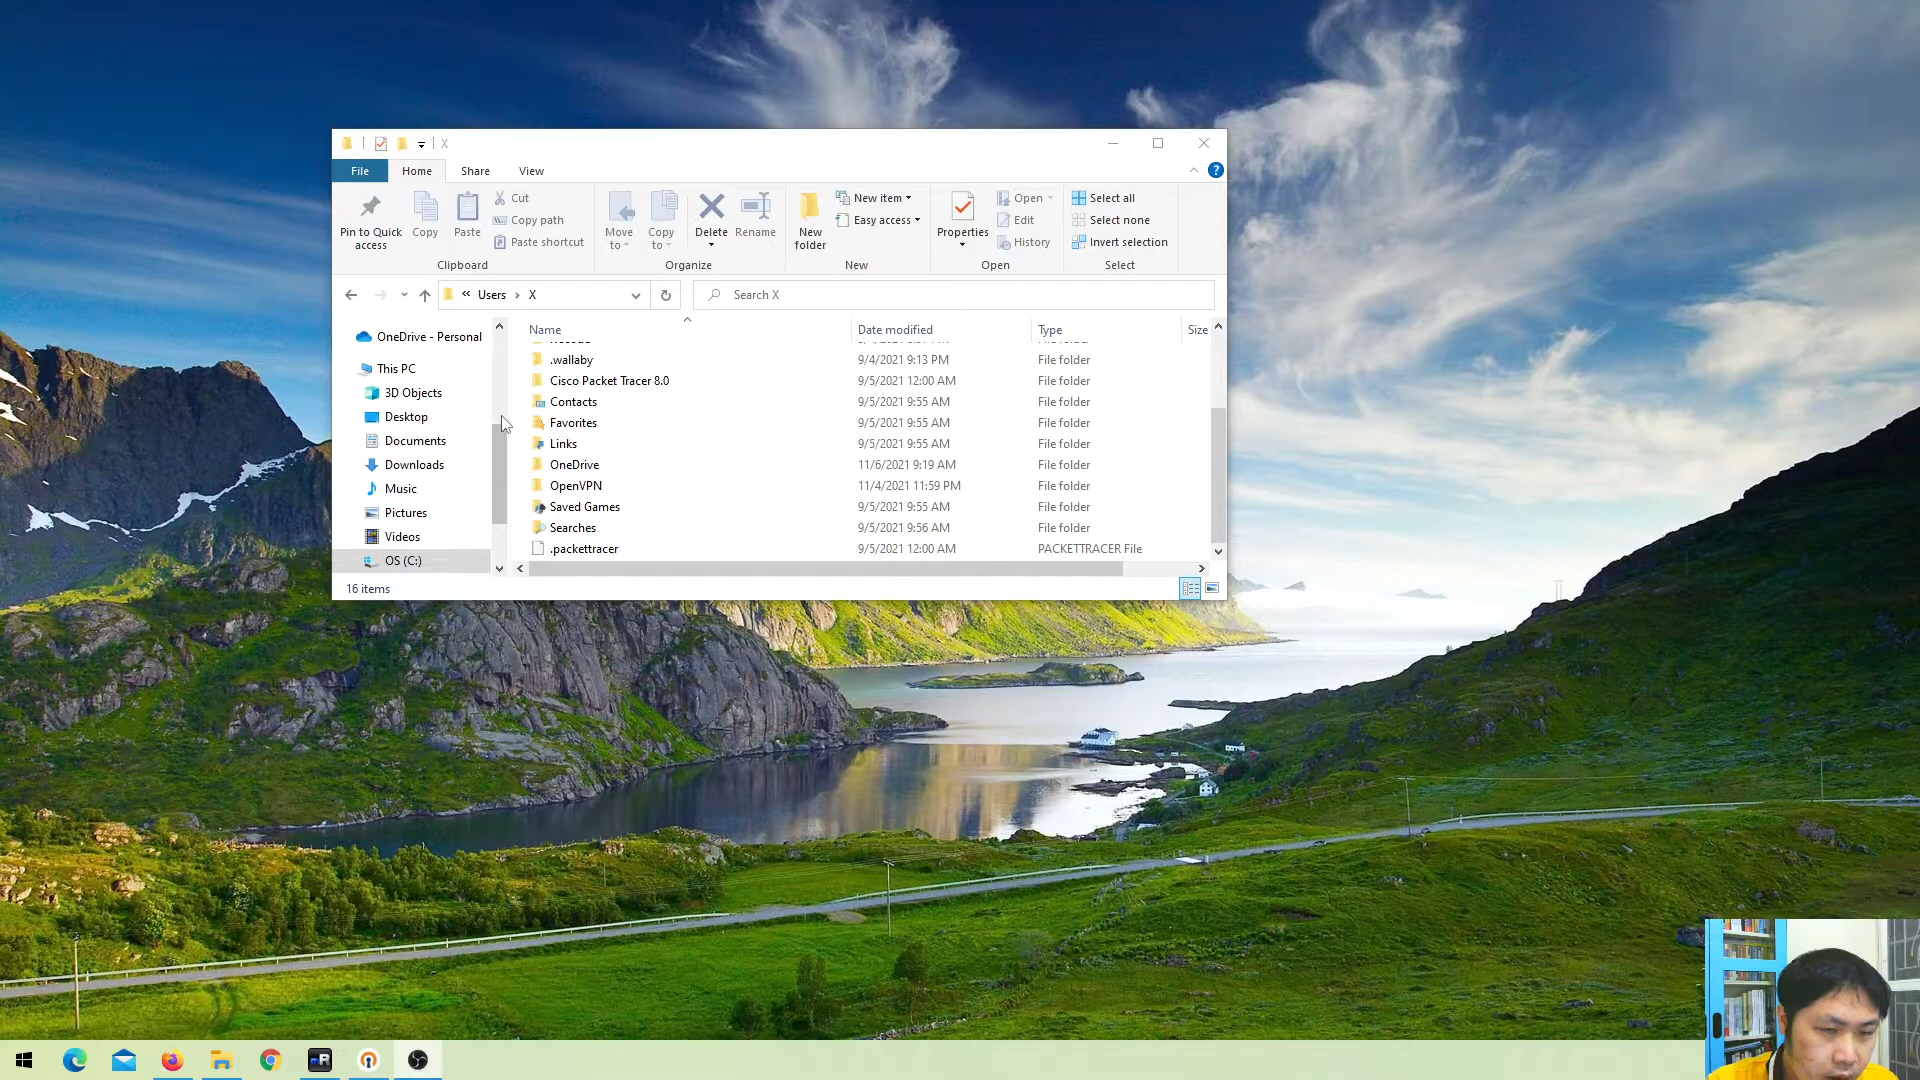 X
File Home Share View
Pin to Quick access
Copy
Paste
Cut
Copy path
Paste shortcut
Clipboard
Move to
Copy to
Delete
Rename
Organize
New folder
New item
Easy access
New
Properties
Open
Edit
History
Open
Select all
Select none
Invert selection
Select
« Users › X
Search X
OneDrive - Personal
This PC
3D Objects
Desktop
Documents
Downloads
Music
Pictures
Videos
OS (C:)
Name Date modified Type Size
.wallaby 9/4/2021 9:13 PM File folder
Cisco Packet Tracer 8.0 9/5/2021 12:00 AM File folder
Contacts 9/5/2021 9:55 AM File folder
Favorites 9/5/2021 9:55 AM File folder
Links 9/5/2021 9:55 AM File folder
OneDrive 11/6/2021 9:19 AM File folder
OpenVPN 11/4/2021 11:59 PM File folder
Saved Games 9/5/2021 9:55 AM File folder
Searches 9/5/2021 9:56 AM File folder
.packettracer 9/5/2021 12:00 AM PACKETTRACER File
16 items